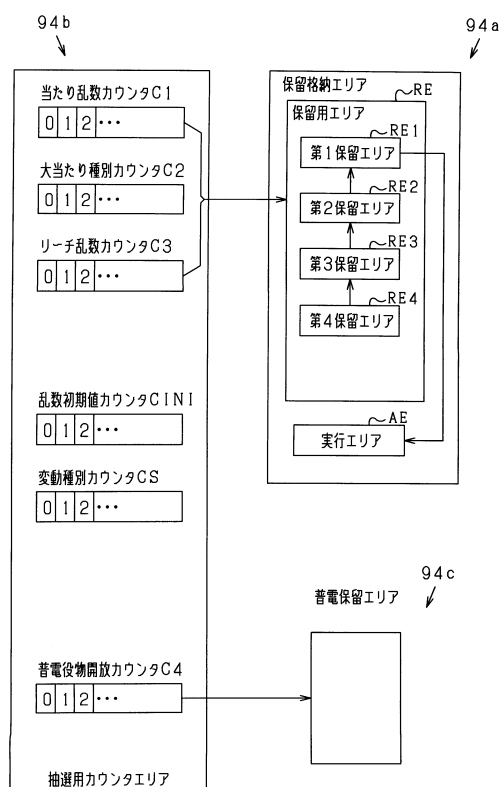 94b
当たり乱数カウンタC1
0 1 2 ･･･
大当たり種別カウンタC2
0 1 2 ･･･
リーチ乱数カウンタC3
0 1 2 ･･･
乱数初期値カウンタCINI
0 1 2 ･･･
変動種別カウンタCS
0 1 2 ･･･
普電役物開放カウンタC4
0 1 2 ･･･
抽選用カウンタエリア
94a
保留格納エリア
RE
保留用エリア
RE1
第1保留エリア
RE2
第2保留エリア
RE3
第3保留エリア
RE4
第4保留エリア
AE
実行エリア
94c
普電保留エリア